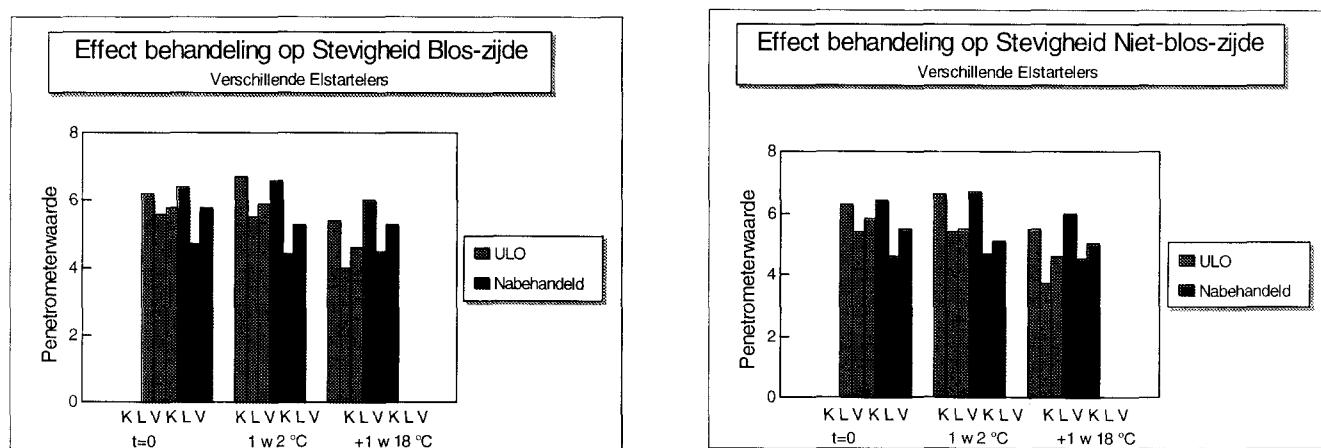 Effect behandeling op Stevigheid Blos-zijde
Verschillende Elstartelers
Penetrometerwaarde
8
6
4
2
0
K L V K L V K L V K L V K L V K L V
t=0 1 w 2 °C +1 w 18 °C
ULO
Nabehandeld
Effect behandeling op Stevigheid Niet-blos-zijde
Verschillende Elstartelers
Penetrometerwaarde
8
6
4
2
0
K L V K L V K L V K L V K L V K L V
t=0 1 w 2 °C +1 w 18 °C
ULO
Nabehandeld